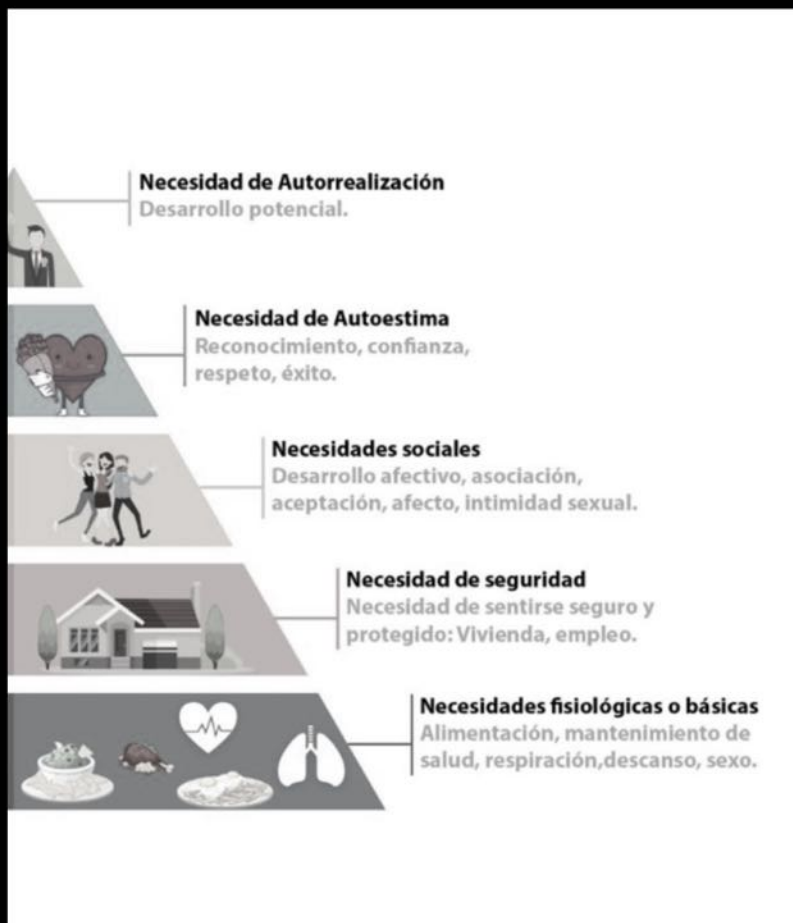 Necesidad de Autorrealización
Desarrollo potencial.
Necesidad de Autoestima
Reconocimiento, confianza,
respeto, éxito.
Necesidades sociales
Desarrollo afectivo, asociación,
aceptación, afecto, intimidad sexual.
Necesidad de seguridad
Necesidad de sentirse seguro y
protegido: Vivienda, empleo.
Necesidades fisiológicas o básicas
Alimentación, mantenimiento de
salud, respiración,descanso, sexo.